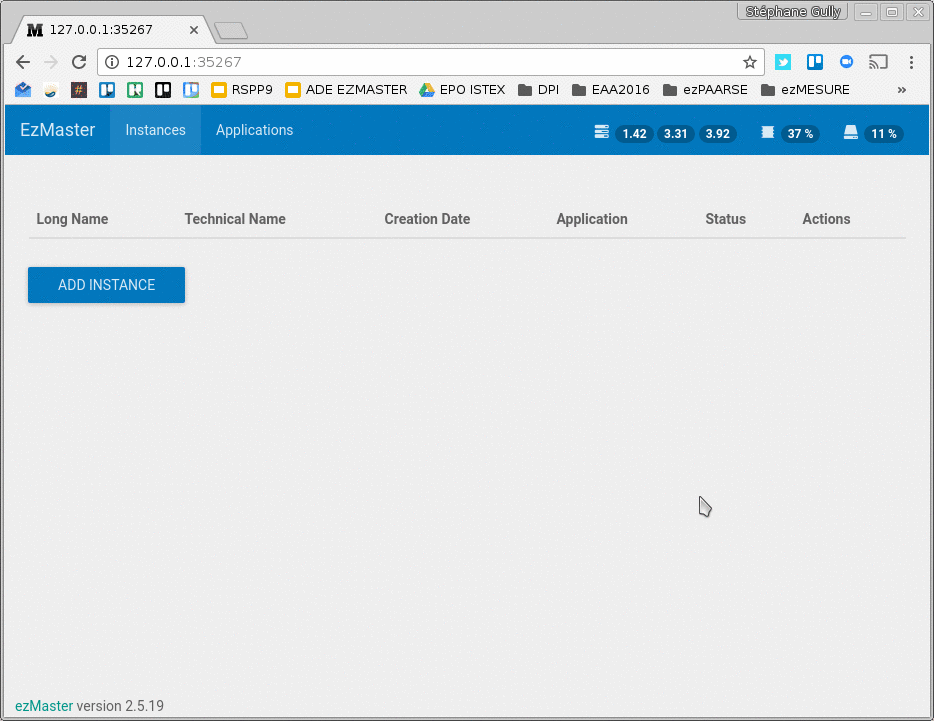 Stéphane Gully
127.0.0.1:35267
127.0.0.1:35267
RSPP9 ADE EZMASTER EPO ISTEX DPI EAA2016 ezPAARSE ezMESURE »
EzMaster Instances Applications 1.42 3.31 3.92 37 % 11 %
Long Name Technical Name Creation Date Application Status Actions
ADD INSTANCE
ezMaster version 2.5.19